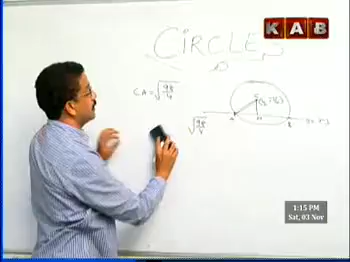 KAB
CIRCLE
CA = √98/4
C
√98/4
A
M
B
1:15 PM
Sat, 03 Nov